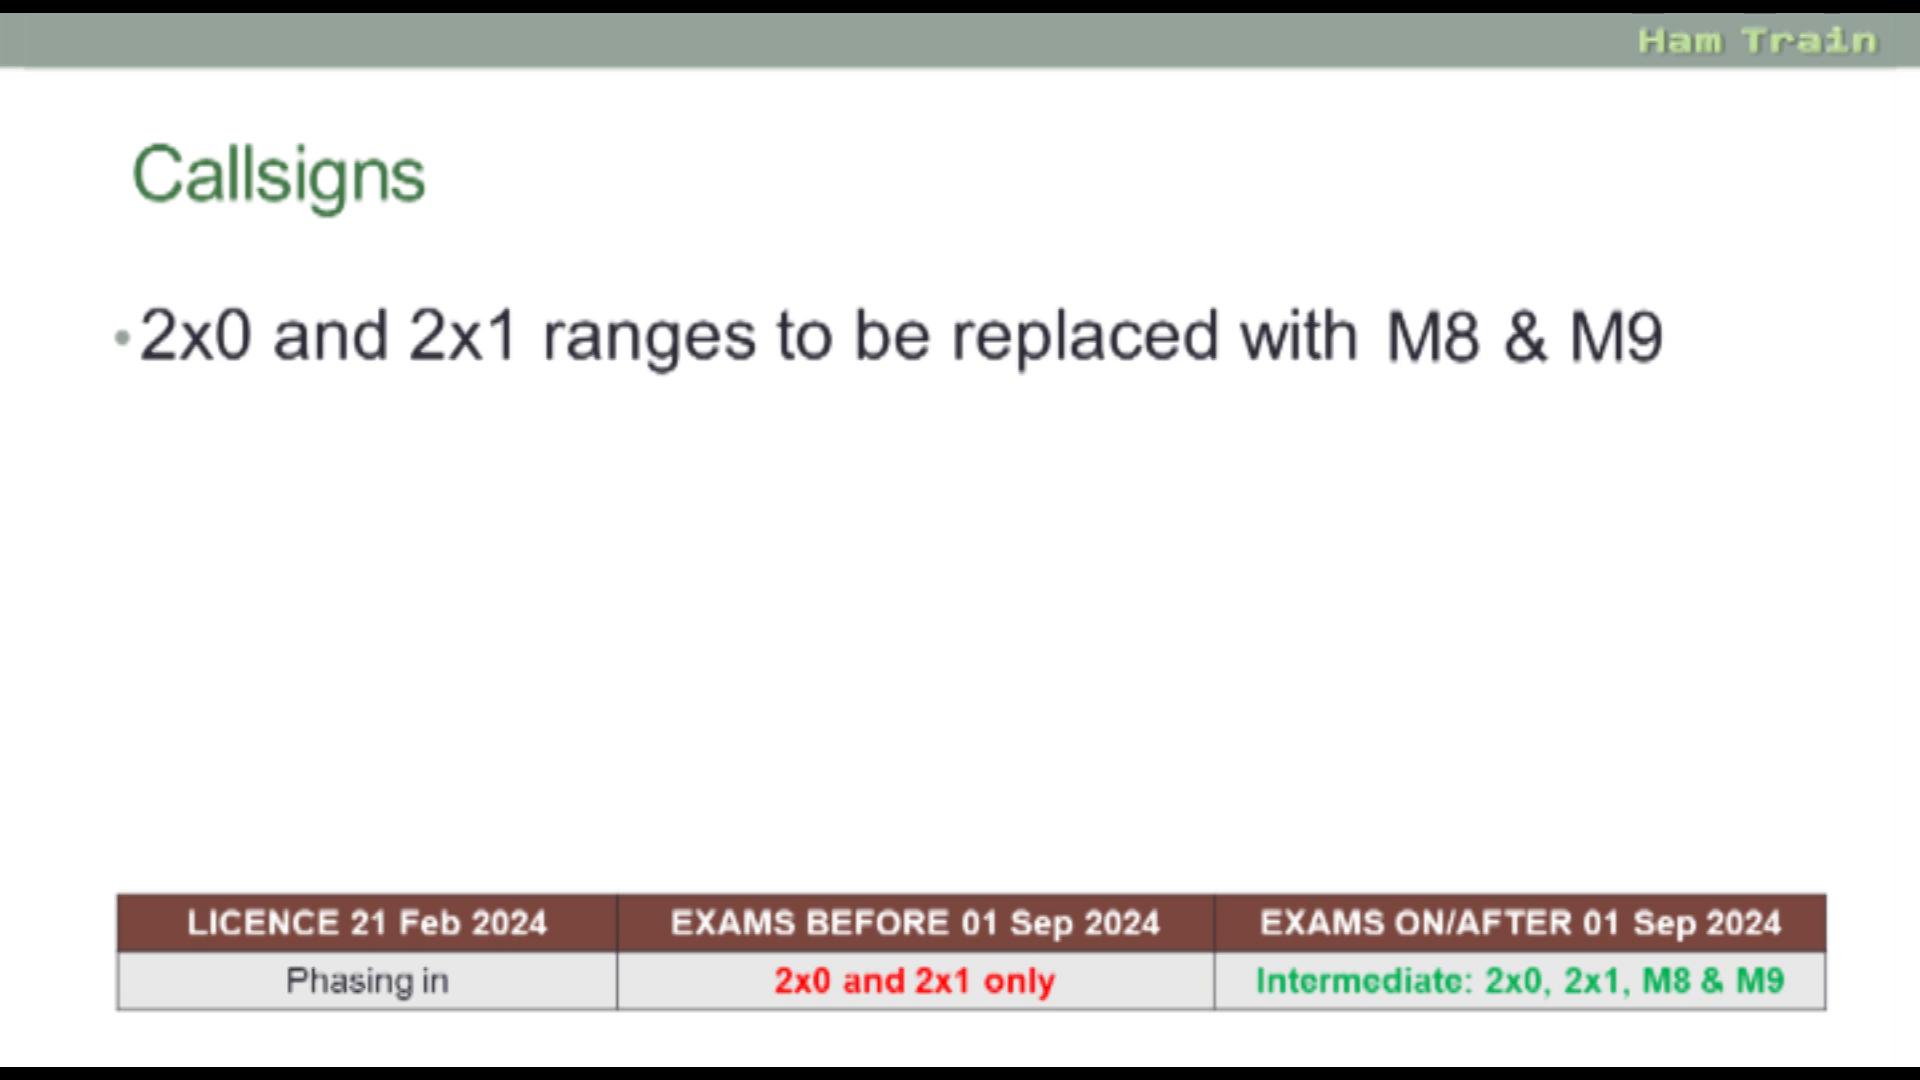 Ham Train
Callsigns
•2x0 and 2x1 ranges to be replaced with M8 & M9
LICENCE 21 Feb 2024 EXAMS BEFORE 01 Sep 2024 EXAMS ON/AFTER 01 Sep 2024
Phasing in 2x0 and 2x1 only Intermediate: 2x0, 2x1, M8 & M9